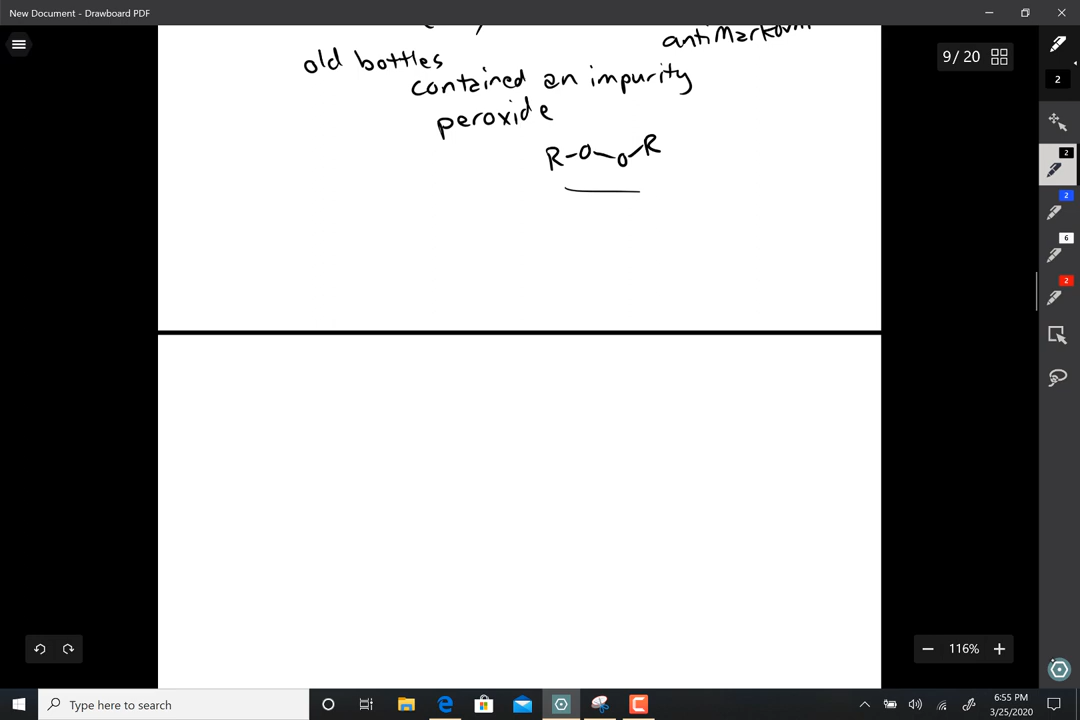 New Document - Drawboard PDF
9 / 20
2
old bottles
contained an impurity
peroxide
R-O-O-R
2
2
6
2
116%
Type here to search
6:55 PM
3/25/2020